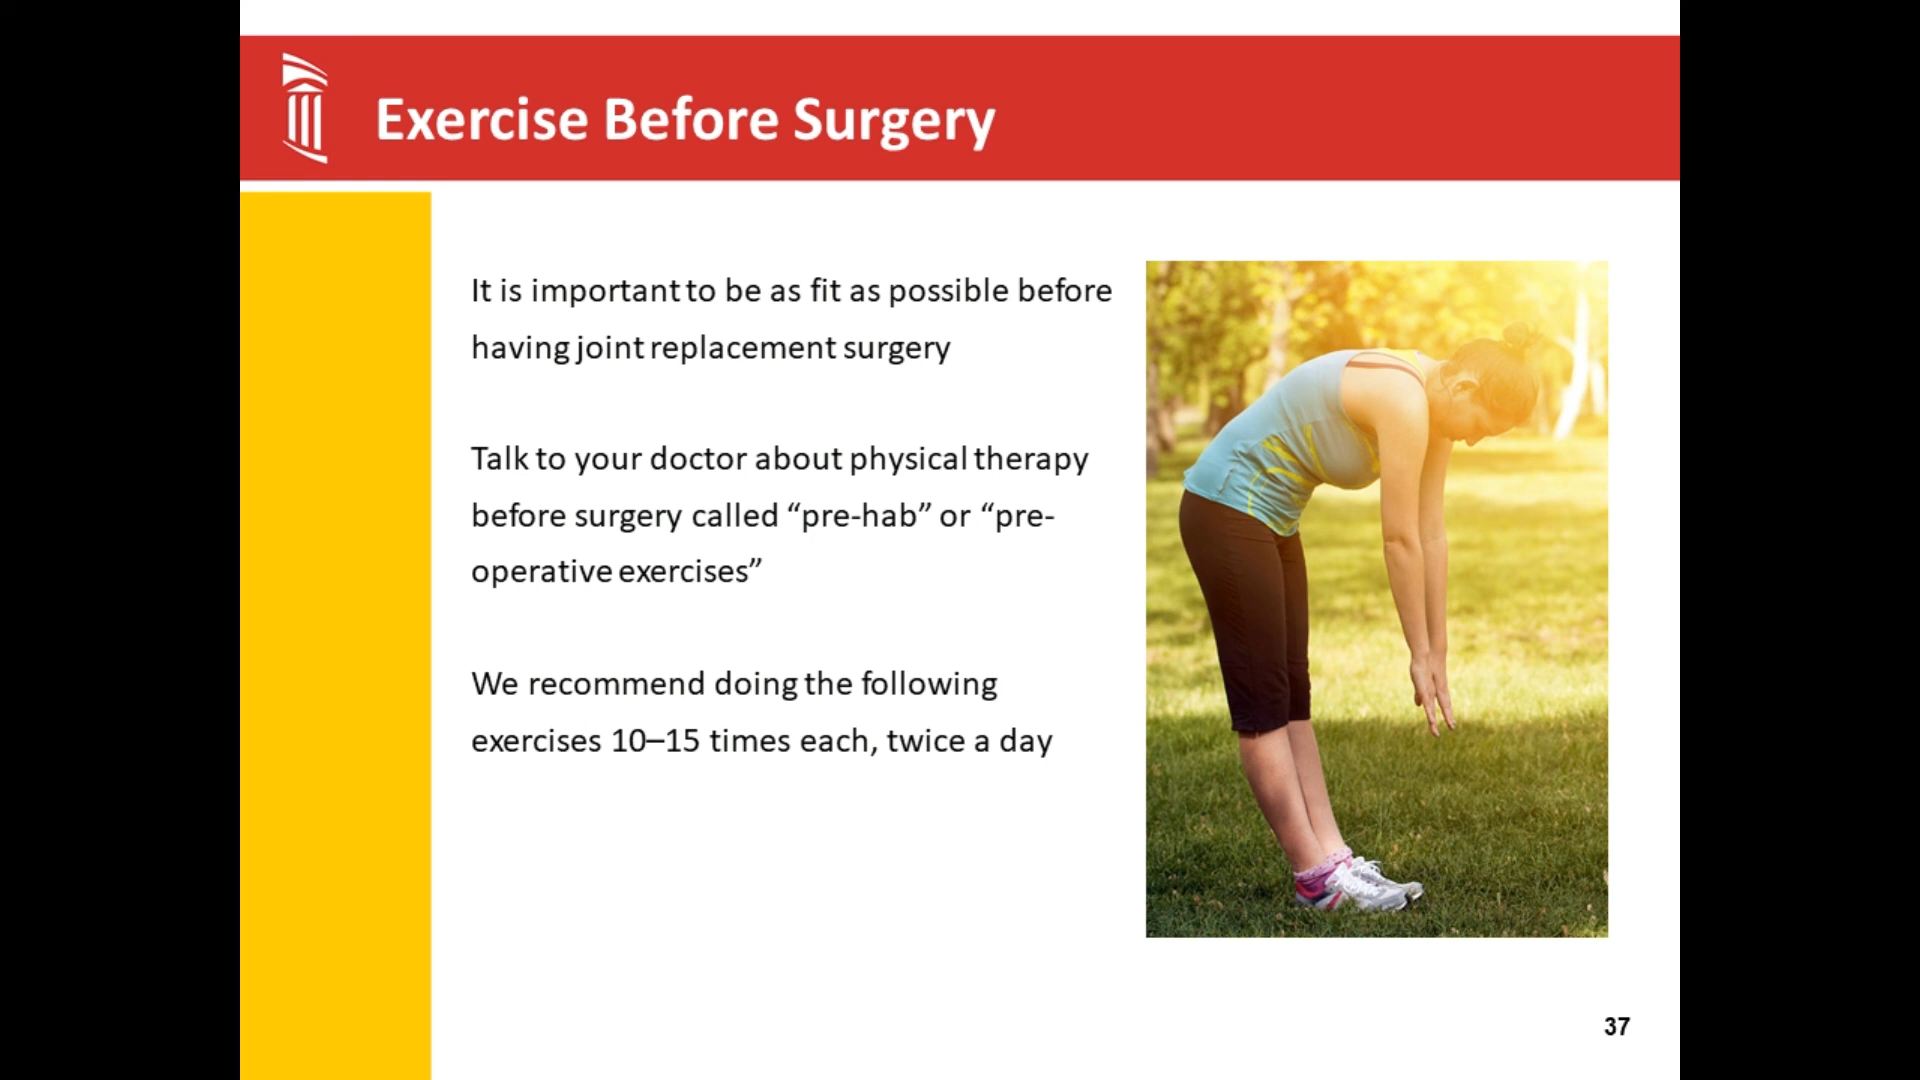 Exercise Before Surgery
It is important to be as fit as possible before
having joint replacement surgery
Talk to your doctor about physical therapy
before surgery called “pre-hab” or “pre-
operative exercises”
We recommend doing the following
exercises 10–15 times each, twice a day
37